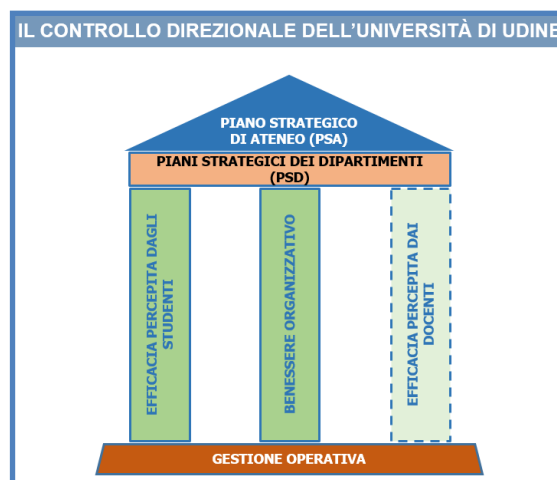 IL CONTROLLO DIREZIONALE DELL'UNIVERSITÀ DI UDINE
PIANO STRATEGICO
DI ATENEO (PSA)
PIANI STRATEGICI DEI DIPARTIMENTI
(PSD)
EFFICACIA PERCEPITA DAGLI
STUDENTI
BENESSERE ORGANIZZATIVO
EFFICACIA PERCEPITA DAI
DOCENTI
GESTIONE OPERATIVA